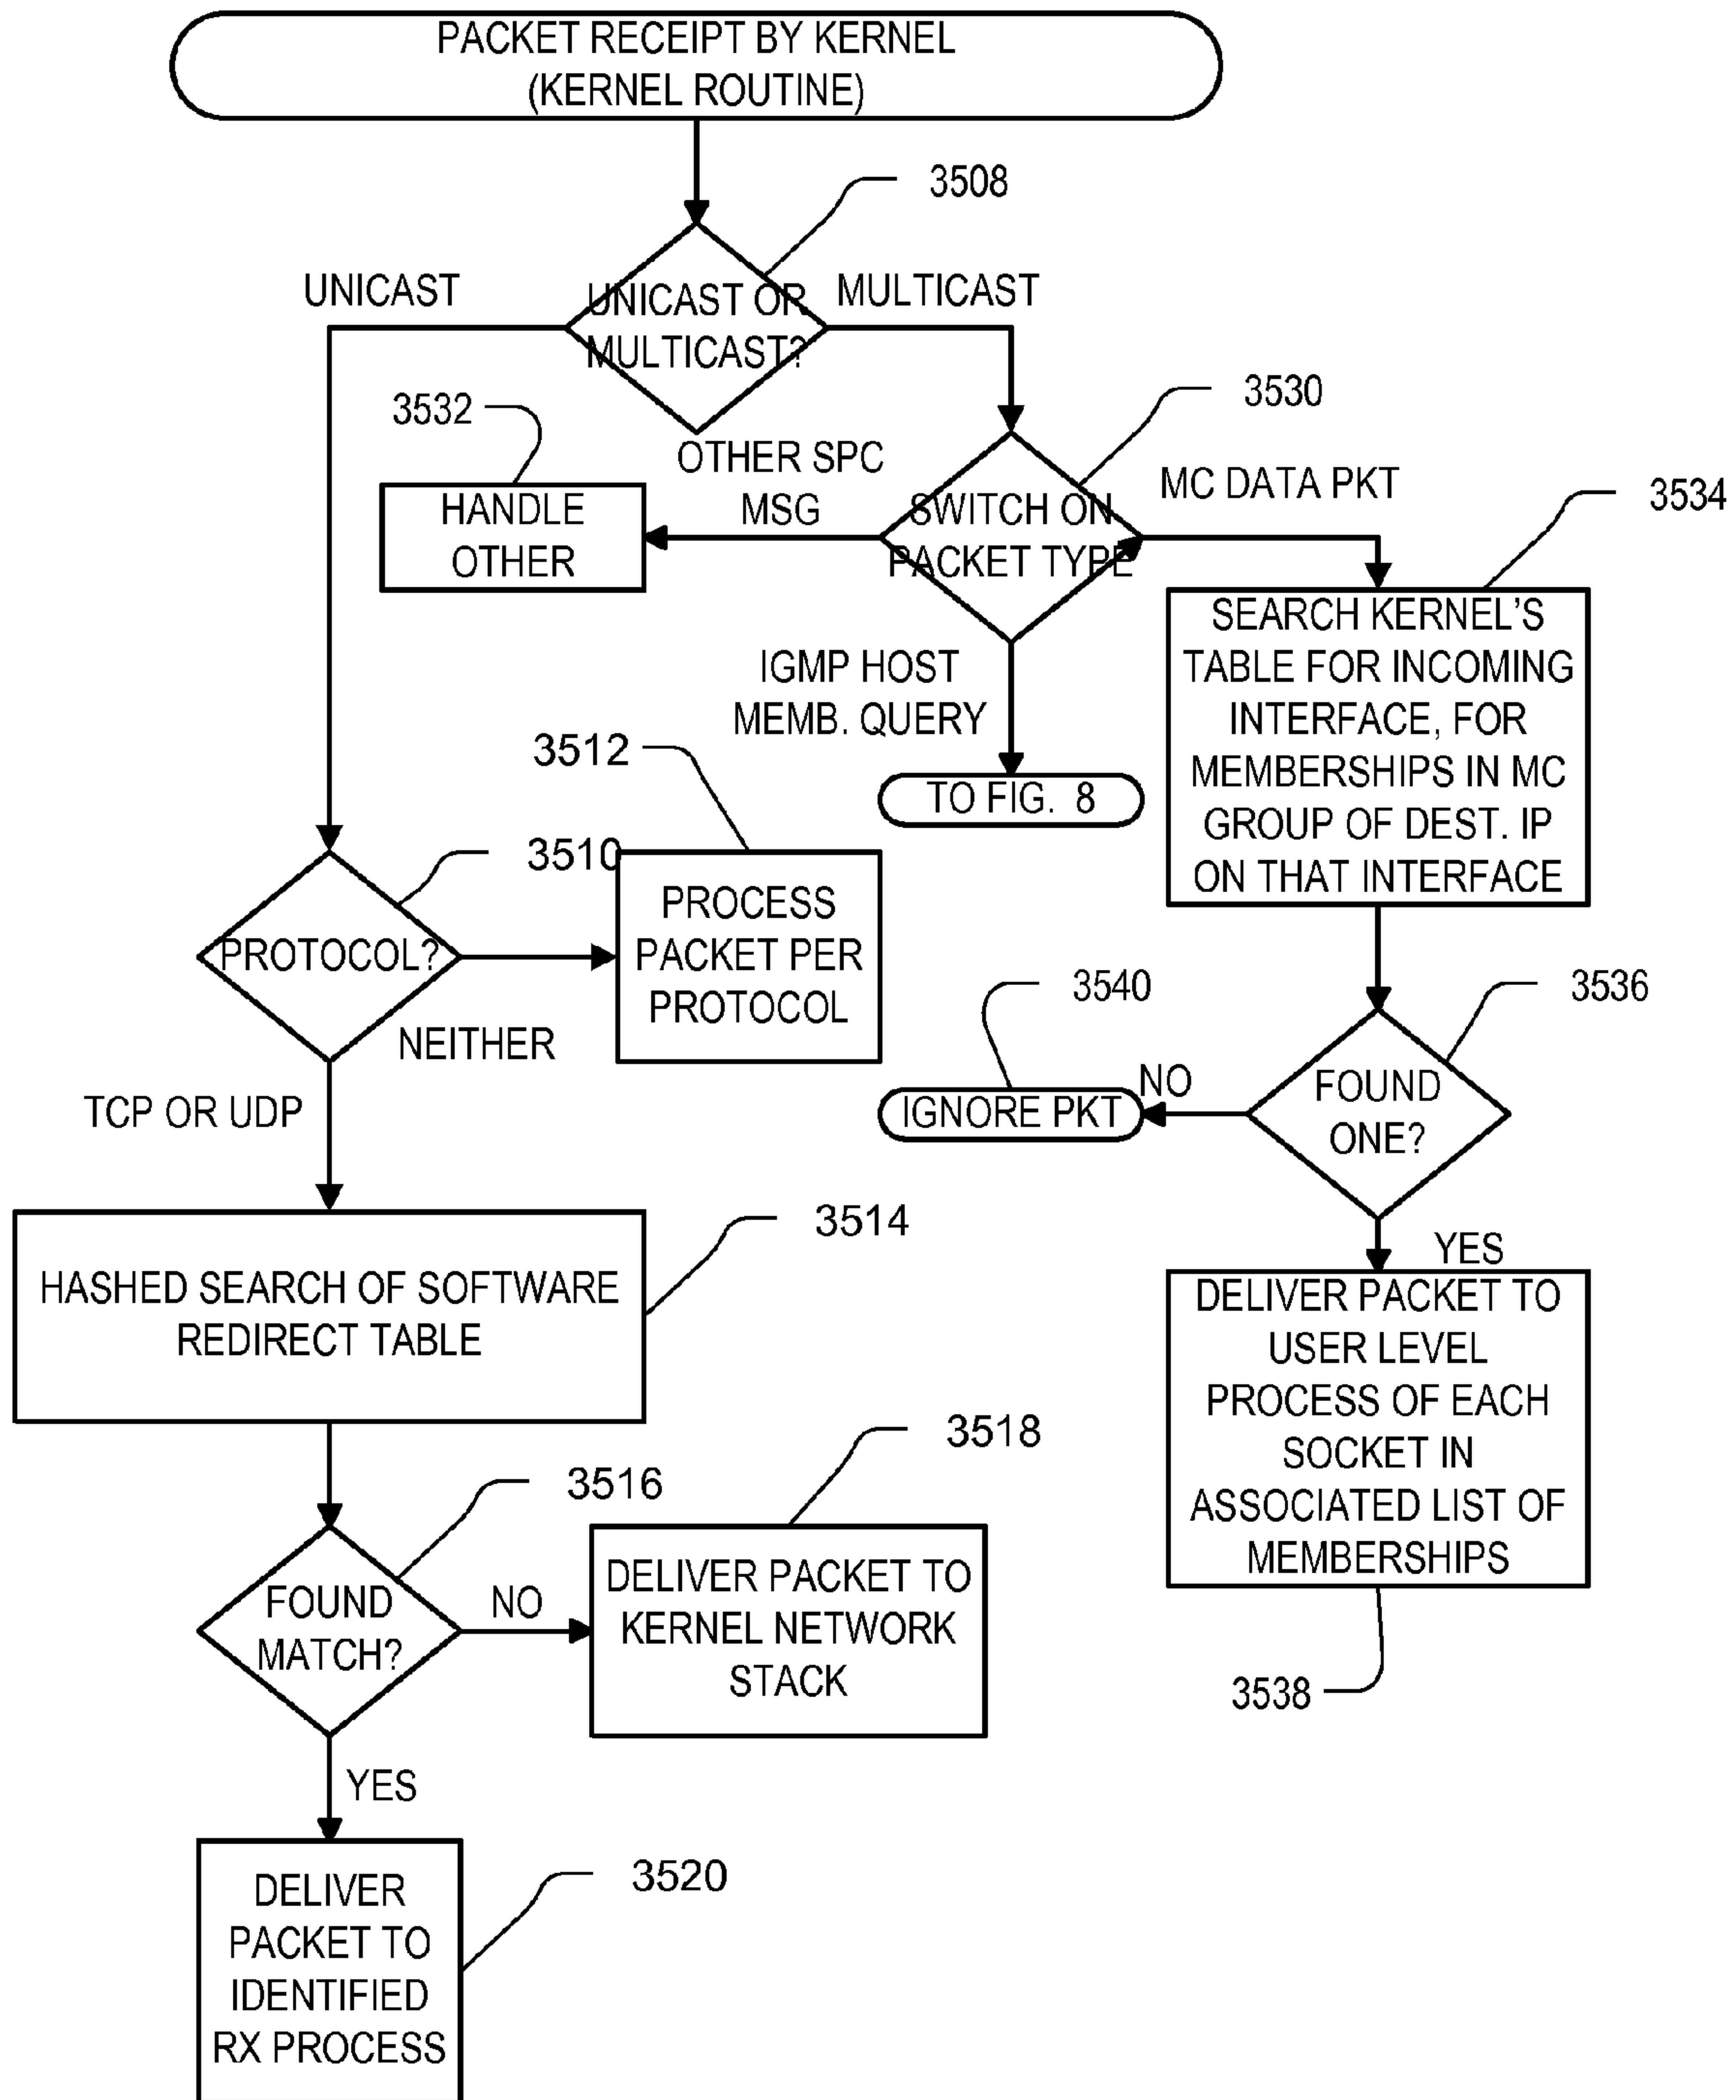 PACKET RECEIPT BY KERNEL
(KERNEL ROUTINE)
3508
UNICAST
UNICAST OR
MULTICAST?
MULTICAST
3530
3532
OTHER SPC
MSG
HANDLE
OTHER
SWITCH ON
PACKET TYPE
MC DATA PKT
3534
SEARCH KERNEL'S
TABLE FOR INCOMING
INTERFACE, FOR
MEMBERSHIPS IN MC
GROUP OF DEST. IP
ON THAT INTERFACE
IGMP HOST
MEMB. QUERY
TO FIG. 8
3512
3510
PROTOCOL?
PROCESS
PACKET PER
PROTOCOL
NEITHER
TCP OR UDP
3540
3536
NO
IGNORE PKT
FOUND
ONE?
YES
3514
HASHED SEARCH OF SOFTWARE
REDIRECT TABLE
DELIVER PACKET TO
USER LEVEL
PROCESS OF EACH
SOCKET IN
ASSOCIATED LIST OF
MEMBERSHIPS
3518
3516
FOUND
MATCH?
NO
DELIVER PACKET TO
KERNEL NETWORK
STACK
3538
YES
3520
DELIVER
PACKET TO
IDENTIFIED
RX PROCESS